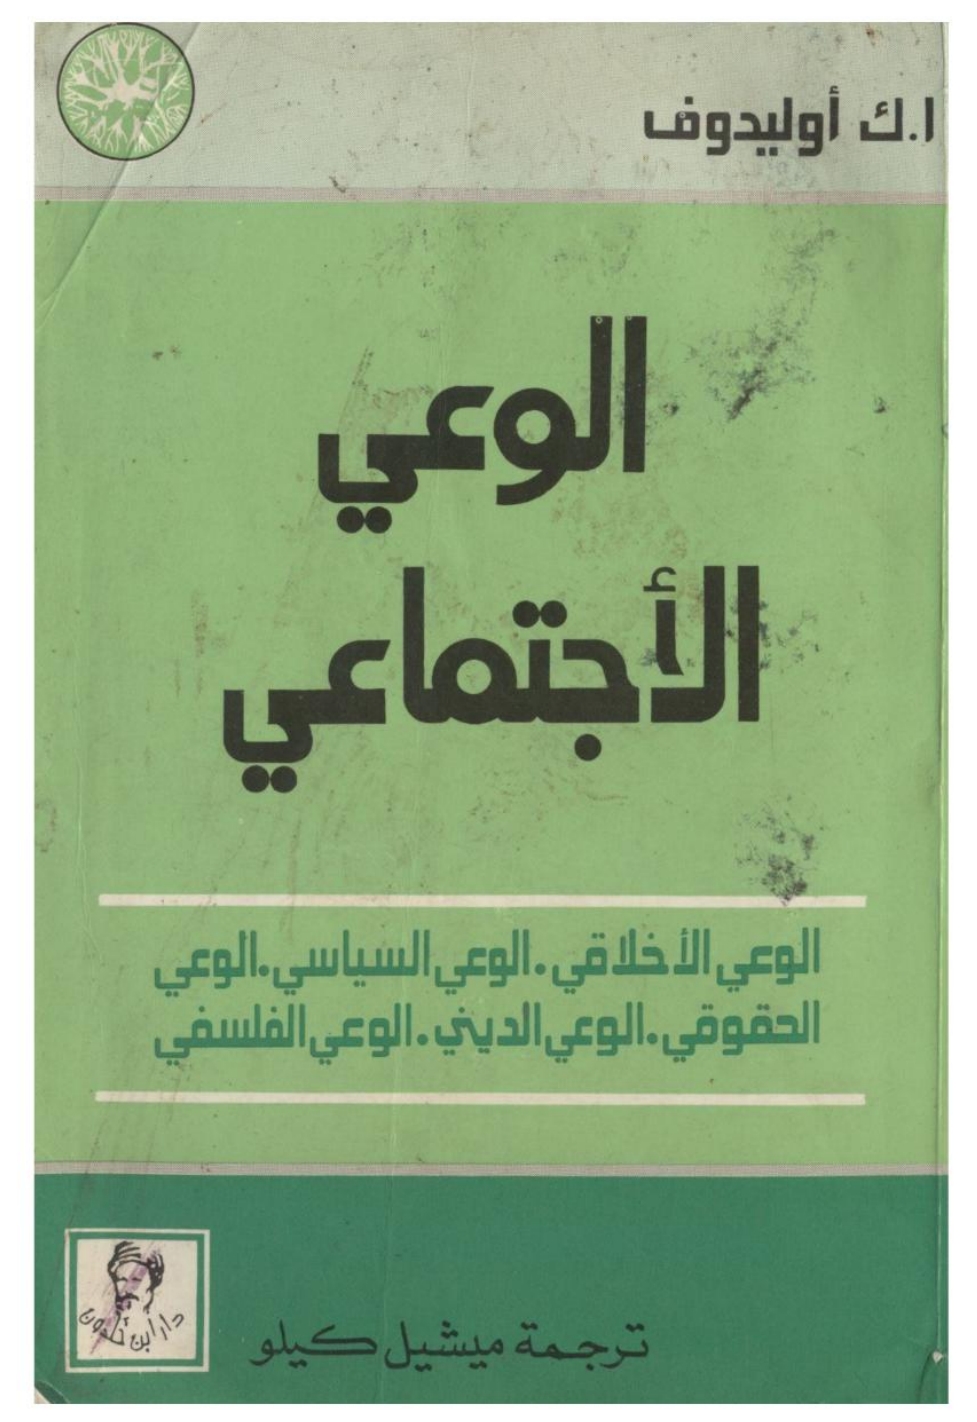 ا.ك أوليدوف
الوعي
الأجتماعي
الوعي الأخلاقي.الوعي السياسي.الوعي
الحقوقي.الوعي الديني.الوعي الفلسفي
ترجمة ميشيل كيلو
دار ابن خلدون